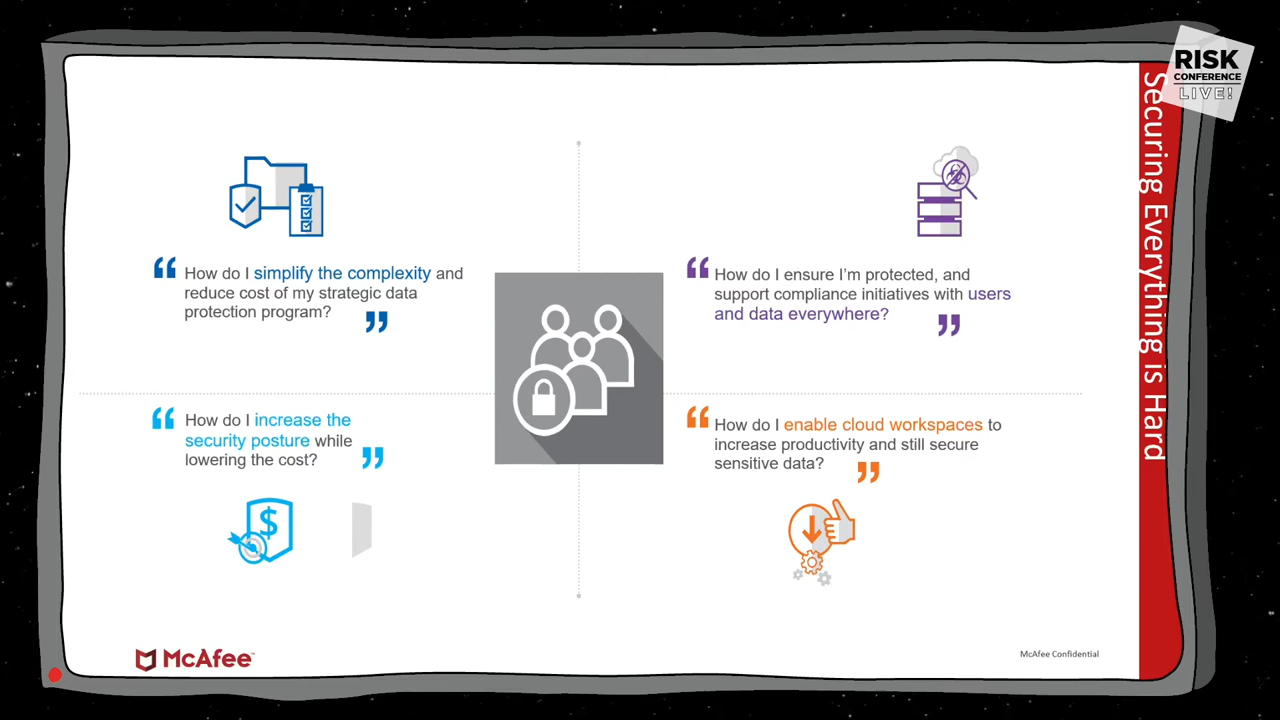 RISK
CONFERENCE
LIVE!
Securing Everything is Hard
“ How do I simplify the complexity and
reduce cost of my strategic data
protection program? ”
“ How do I ensure I’m protected, and
support compliance initiatives with users
and data everywhere? ”
“ How do I increase the
security posture while
lowering the cost? ”
“ How do I enable cloud workspaces to
increase productivity and still secure
sensitive data? ”
$
McAfee™
McAfee Confidential